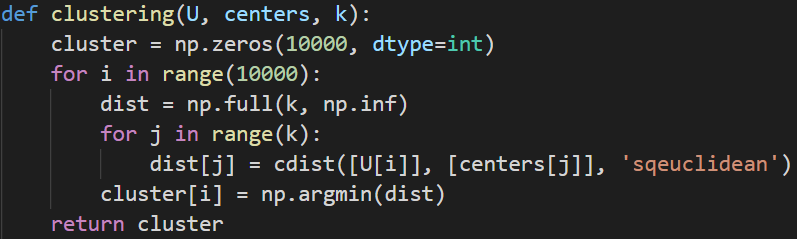 def clustering(U, centers, k):
    cluster = np.zeros(10000, dtype=int)
    for i in range(10000):
        dist = np.full(k, np.inf)
        for j in range(k):
            dist[j] = cdist([U[i]], [centers[j]], 'sqeuclidean')
        cluster[i] = np.argmin(dist)
    return cluster